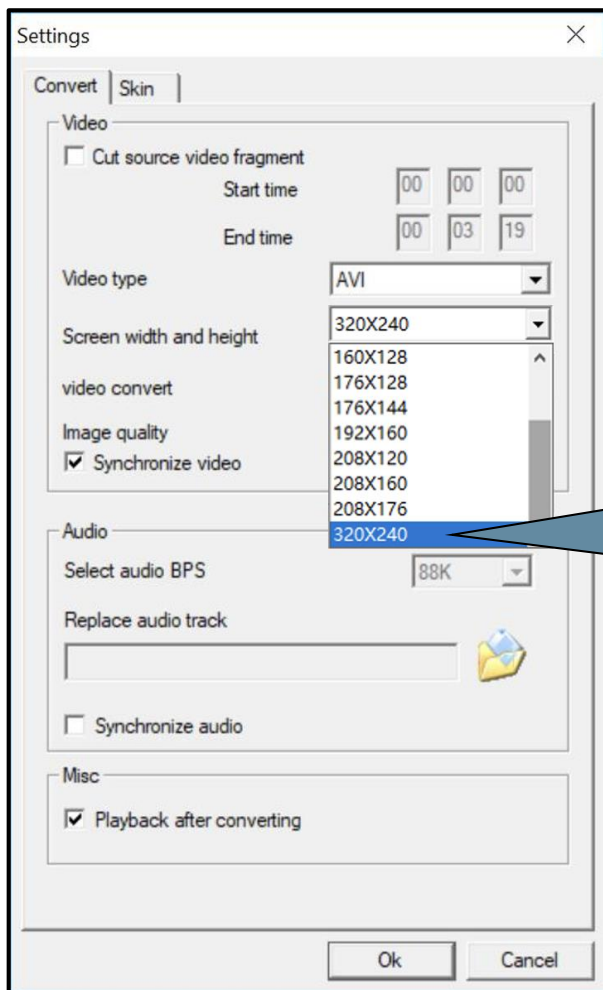 Settings
Convert Skin
Video
Cut source video fragment
Start time 00 00 00
End time 00 03 19
Video type AVI
Screen width and height 320X240
160X128
176X128
176X144
192X160
208X120
208X160
208X176
320X240
video convert
Image quality
Synchronize video
Audio
Select audio BPS 88K
Replace audio track
Synchronize audio
Misc
Playback after converting
Ok Cancel